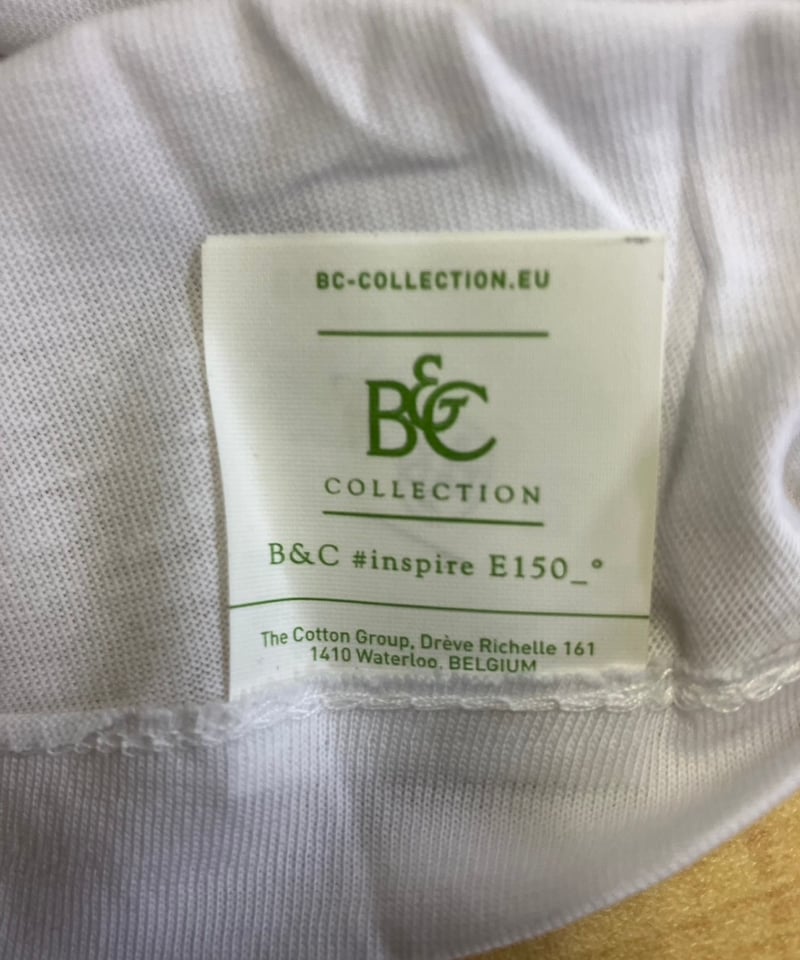 BC-COLLECTION.EU
B&C
COLLECTION
B&C #inspire E150_°
The Cotton Group, Drève Richelle 161
1410 Waterloo, BELGIUM